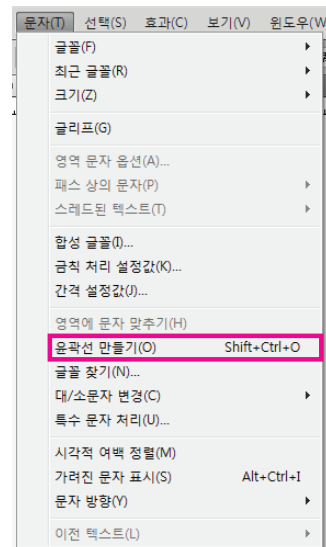 문자(T) 선택(S) 효과(C) 보기(V) 윈도우(W
글꼴(F)
최근 글꼴(R)
크기(Z)
글리프(G)
영역 문자 옵션(A)...
패스 상의 문자(P)
스레드된 텍스트(T)
합성 글꼴(I)...
금칙 처리 설정값(K)...
간격 설정값(J)...
영역에 문자 맞추기(H)
윤곽선 만들기(O) Shift+Ctrl+O
글꼴 찾기(N)...
대/소문자 변경(C)
특수 문자 처리(U)...
시각적 여백 정렬(M)
가려진 문자 표시(S) Alt+Ctrl+I
문자 방향(Y)
이전 텍스트(L)